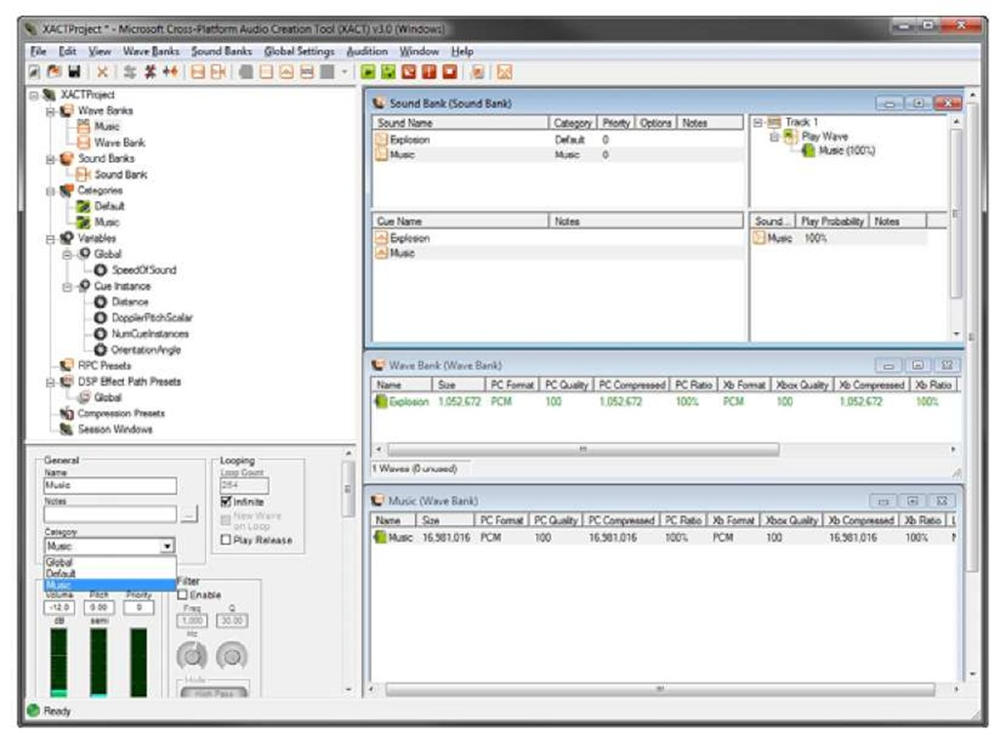 XACTProject * - Microsoft Cross-Platform Audio Creation Tool (XACT) v3.0 (Windows)
File Edit View Wave Banks Sound Banks Global Settings Audition Window Help
XACTProject
Wave Banks
Music
Wave Bank
Sound Banks
Sound Bank
Categories
Default
Music
Variables
Global
SpeedOfSound
Cue Instance
Distance
DopplerPitchScalar
NumCueInstances
OrientationAngle
RPC Presets
DSP Effect Path Presets
Global
Compression Presets
Session Windows
General
Name
Music
Notes
...
Category
Music
Global
Default
Music
Volume Pitch Priority
-12.0 0.00 0
dB semi
Looping
Loop Count
254
Infinite
New Wave
on Loop
Play Release
Filter
Enable
Freq Q
1,000 30.00
Hz
Mode
High Pass
Sound Bank (Sound Bank)
Sound Name Category Priority Options Notes
Explosion Default 0
Music Music 0
Track 1
Play Wave
Music (100%)
Cue Name Notes
Explosion
Music
Sound... Play Probability Notes
Music 100%
Wave Bank (Wave Bank)
Name Size PC Format PC Quality PC Compressed PC Ratio Xb Format Xbox Quality Xb Compressed Xb Ratio
Explosion 1,052,672 PCM 100 1,052,672 100% PCM 100 1,052,672 100%
1 Waves (0 unused)
Music (Wave Bank)
Name Size PC Format PC Quality PC Compressed PC Ratio Xb Format Xbox Quality Xb Compressed Xb Ratio L
Music 16,981,016 PCM 100 16,981,016 100% PCM 100 16,981,016 100%
Ready